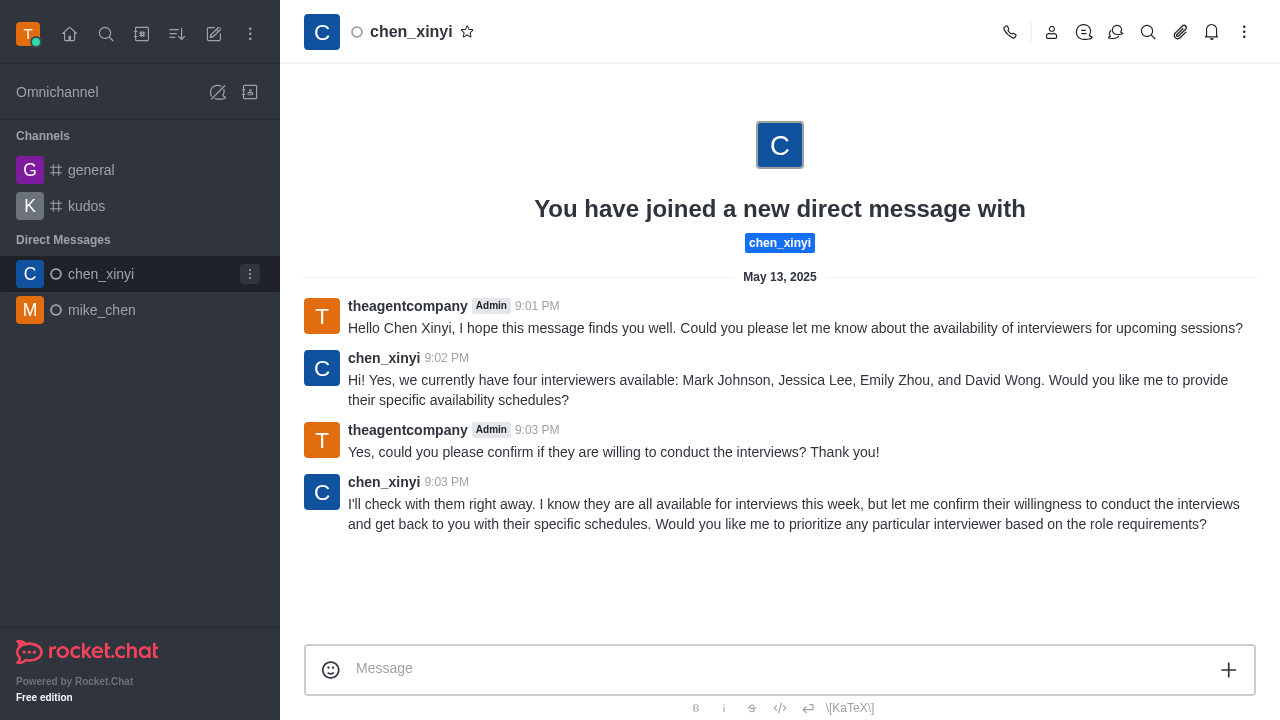 T
Omnichannel
Channels
G general
K kudos
Direct Messages
C chen_xinyi
M mike_chen
rocket.chat
Powered by Rocket.Chat
Free edition
C chen_xinyi
C
You have joined a new direct message with
chen_xinyi
May 13, 2025
T theagentcompany Admin 9:01 PM
Hello Chen Xinyi, I hope this message finds you well. Could you please let me know about the availability of interviewers for upcoming sessions?
C chen_xinyi 9:02 PM
Hi! Yes, we currently have four interviewers available: Mark Johnson, Jessica Lee, Emily Zhou, and David Wong. Would you like me to provide
their specific availability schedules?
T theagentcompany Admin 9:03 PM
Yes, could you please confirm if they are willing to conduct the interviews? Thank you!
C chen_xinyi 9:03 PM
I'll check with them right away. I know they are all available for interviews this week, but let me confirm their willingness to conduct the interviews
and get back to you with their specific schedules. Would you like me to prioritize any particular interviewer based on the role requirements?
Message
B i S \[KaTeX\]